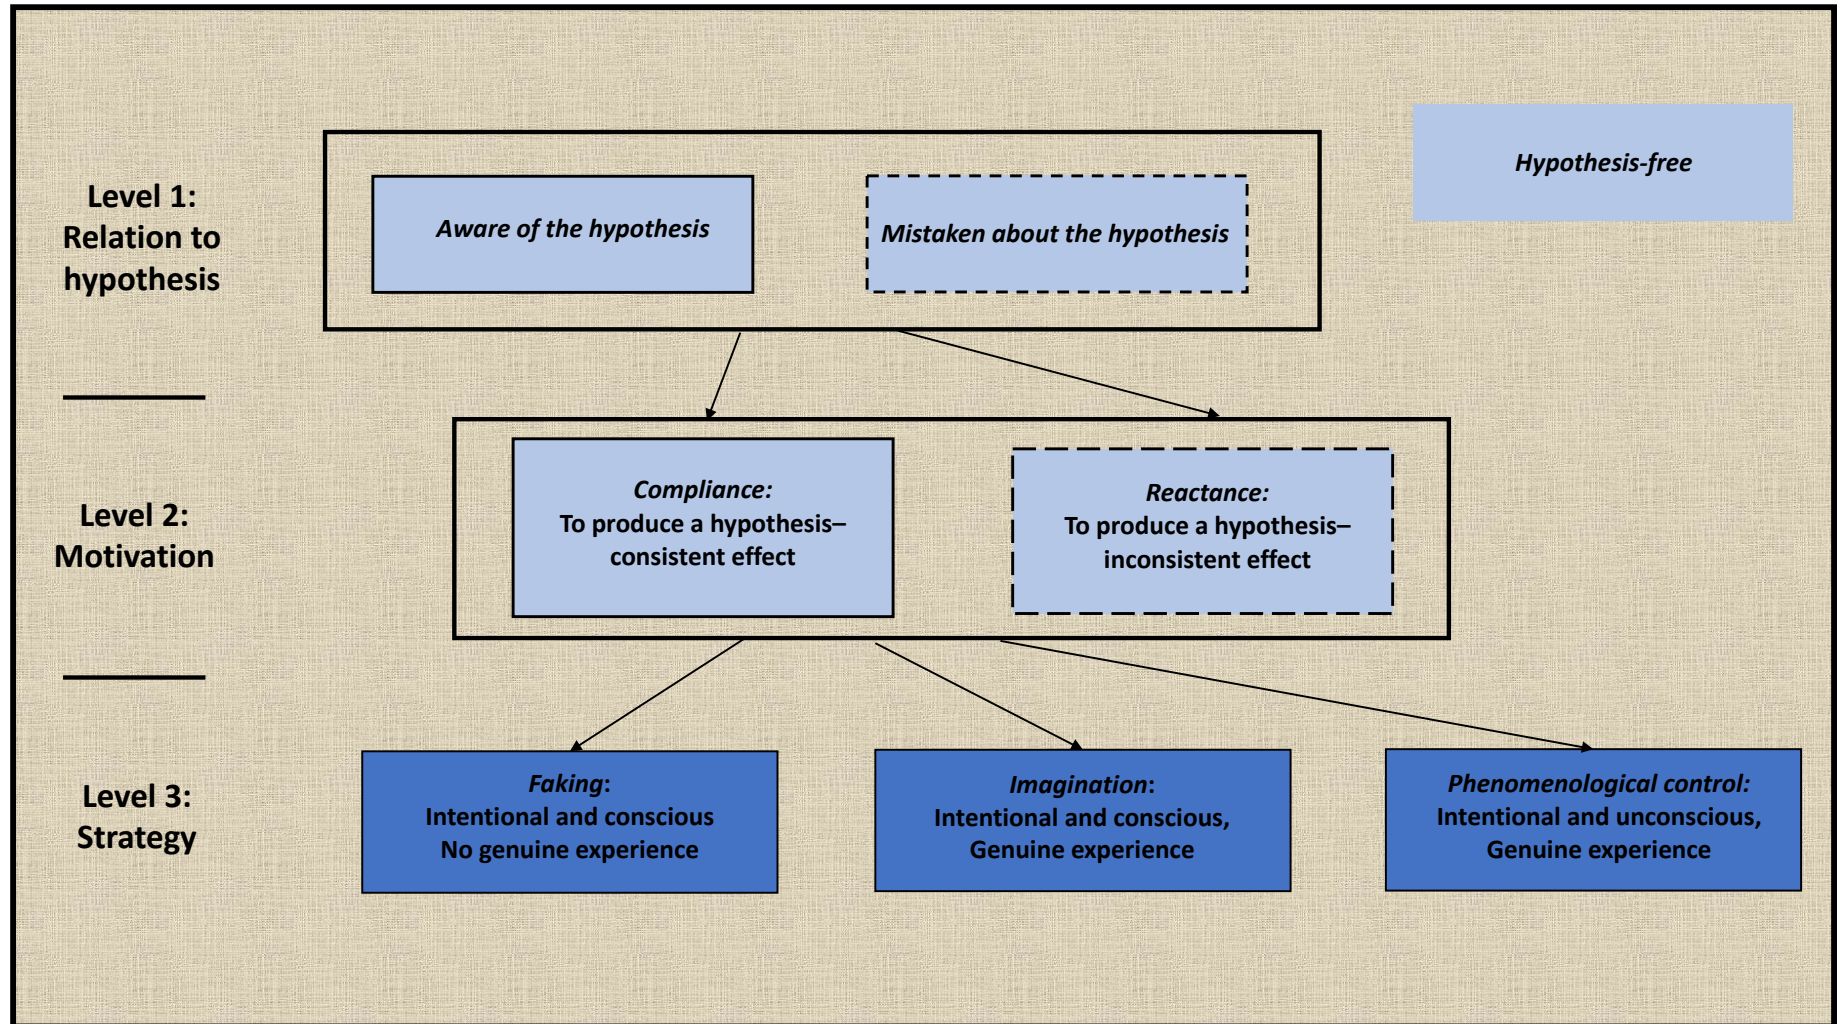 Level 1:
Relation to
hypothesis
Aware of the hypothesis
Mistaken about the hypothesis
Hypothesis-free
Level 2:
Motivation
Compliance:
To produce a hypothesis–
consistent effect
Reactance:
To produce a hypothesis–
inconsistent effect
Level 3:
Strategy
Faking:
Intentional and conscious
No genuine experience
Imagination:
Intentional and conscious,
Genuine experience
Phenomenological control:
Intentional and unconscious,
Genuine experience